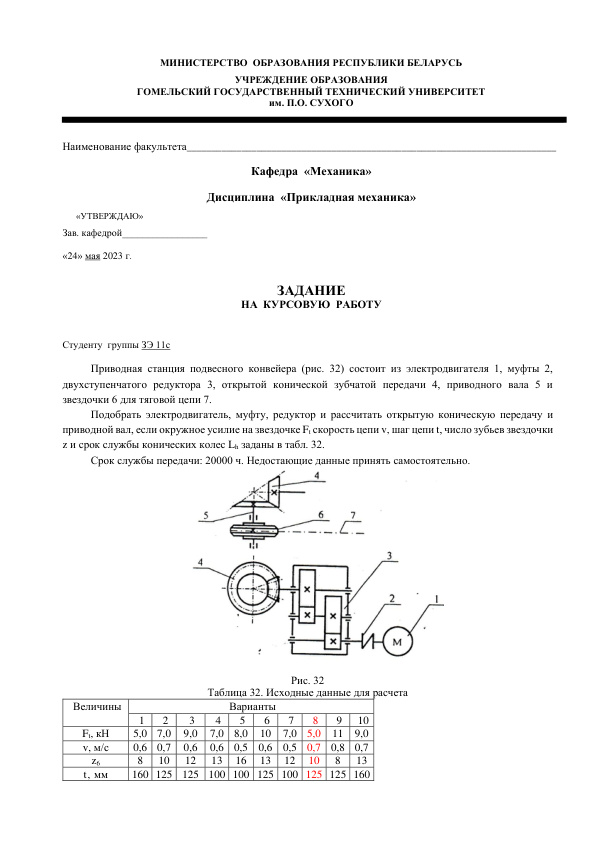 МИНИСТЕРСТВО ОБРАЗОВАНИЯ РЕСПУБЛИКИ БЕЛАРУСЬ
УЧРЕЖДЕНИЕ ОБРАЗОВАНИЯ
ГОМЕЛЬСКИЙ ГОСУДАРСТВЕННЫЙ ТЕХНИЧЕСКИЙ УНИВЕРСИТЕТ
им. П.О. СУХОГО
Наименование факультета____
Кафедра «Механика»
Дисциплина «Прикладная механика»
«УТВЕРЖДАЮ»
Зав. кафедрой____
«24» мая 2023 г.
ЗАДАНИЕ
НА КУРСОВУЮ РАБОТУ
Студенту группы ЗЭ 11с
Приводная станция подвесного конвейера (рис. 32) состоит из электродвигателя 1, муфты 2,
двухступенчатого редуктора 3, открытой конической зубчатой передачи 4, приводного вала 5 и
звездочки 6 для тяговой цепи 7.
Подобрать электродвигатель, муфту, редуктор и рассчитать открытую коническую передачу и
приводной вал, если окружное усилие на звездочке Ft скорость цепи v, шаг цепи t, число зубьев звездочки
z и срок службы конических колес Lh заданы в табл. 32.
Срок службы передачи: 20000 ч. Недостающие данные принять самостоятельно.
4
5
6
7
4
3
2
1
М
Рис. 32
Таблица 32. Исходные данные для расчета
Величины Варианты
1 2 3 4 5 6 7 8 9 10
Ft, кН 5,0 7,0 9,0 7,0 8,0 10 7,0 5,0 11 9,0
v, м/с 0,6 0,7 0,6 0,6 0,5 0,6 0,5 0,7 0,8 0,7
z6 8 10 12 13 16 13 12 10 8 13
t, мм 160 125 125 100 100 125 100 125 125 160